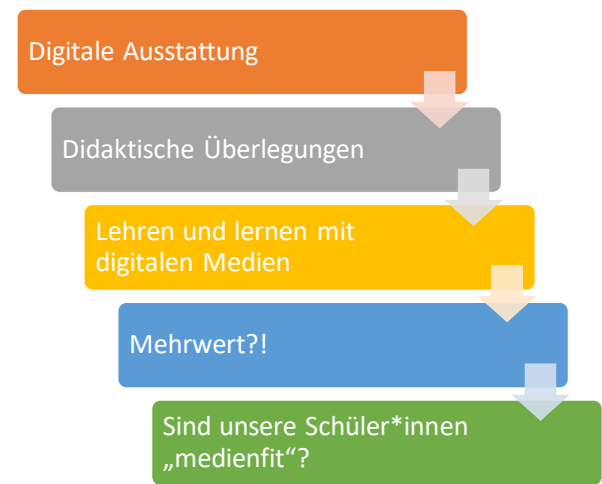 Digitale Ausstattung
Didaktische Überlegungen
Lehren und lernen mit
digitalen Medien
Mehrwert?!
Sind unsere Schüler*innen
„medienfit“?